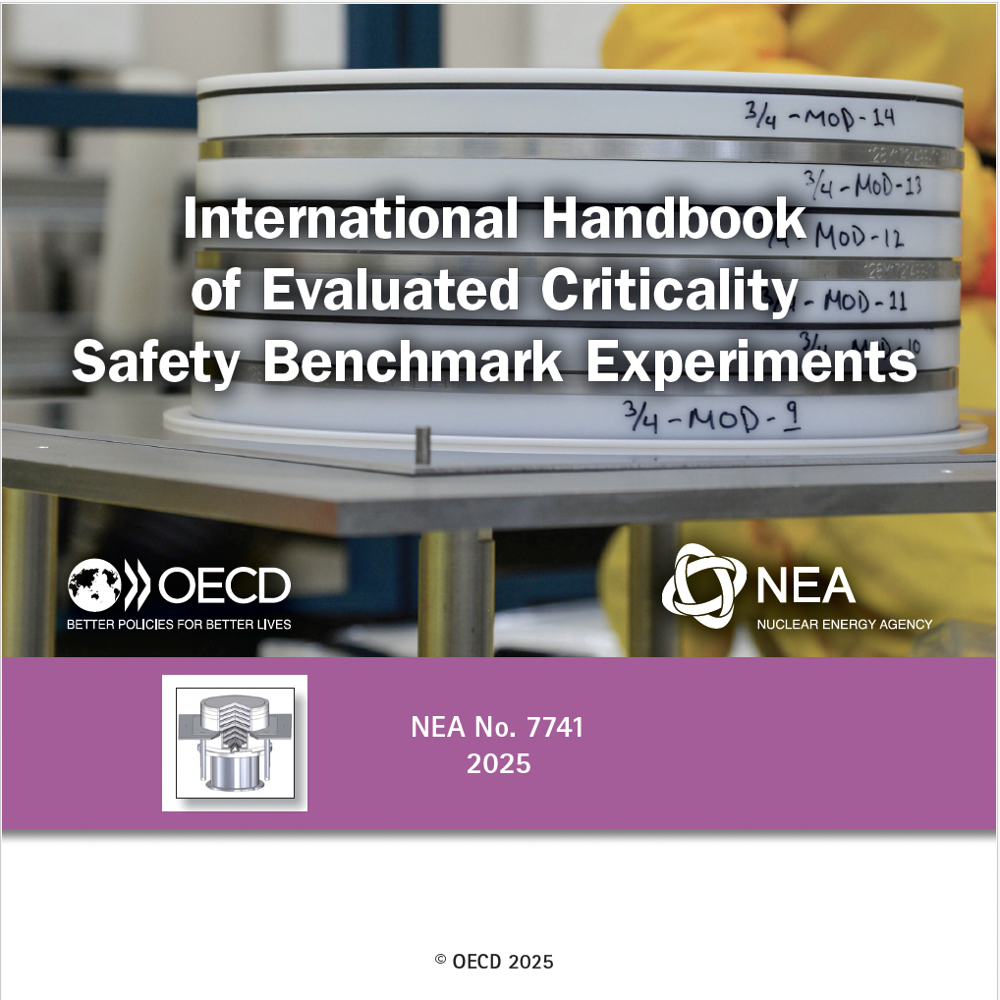 3/4 - MOD - 14
3/4 - MOD - 13
MOD - 12
- MOD - 11
3/4 - MOD - 10
3/4 - MOD - 9
International Handbook
of Evaluated Criticality
Safety Benchmark Experiments
OECD
BETTER POLICIES FOR BETTER LIVES
NEA
NUCLEAR ENERGY AGENCY
NEA No. 7741
2025
© OECD 2025